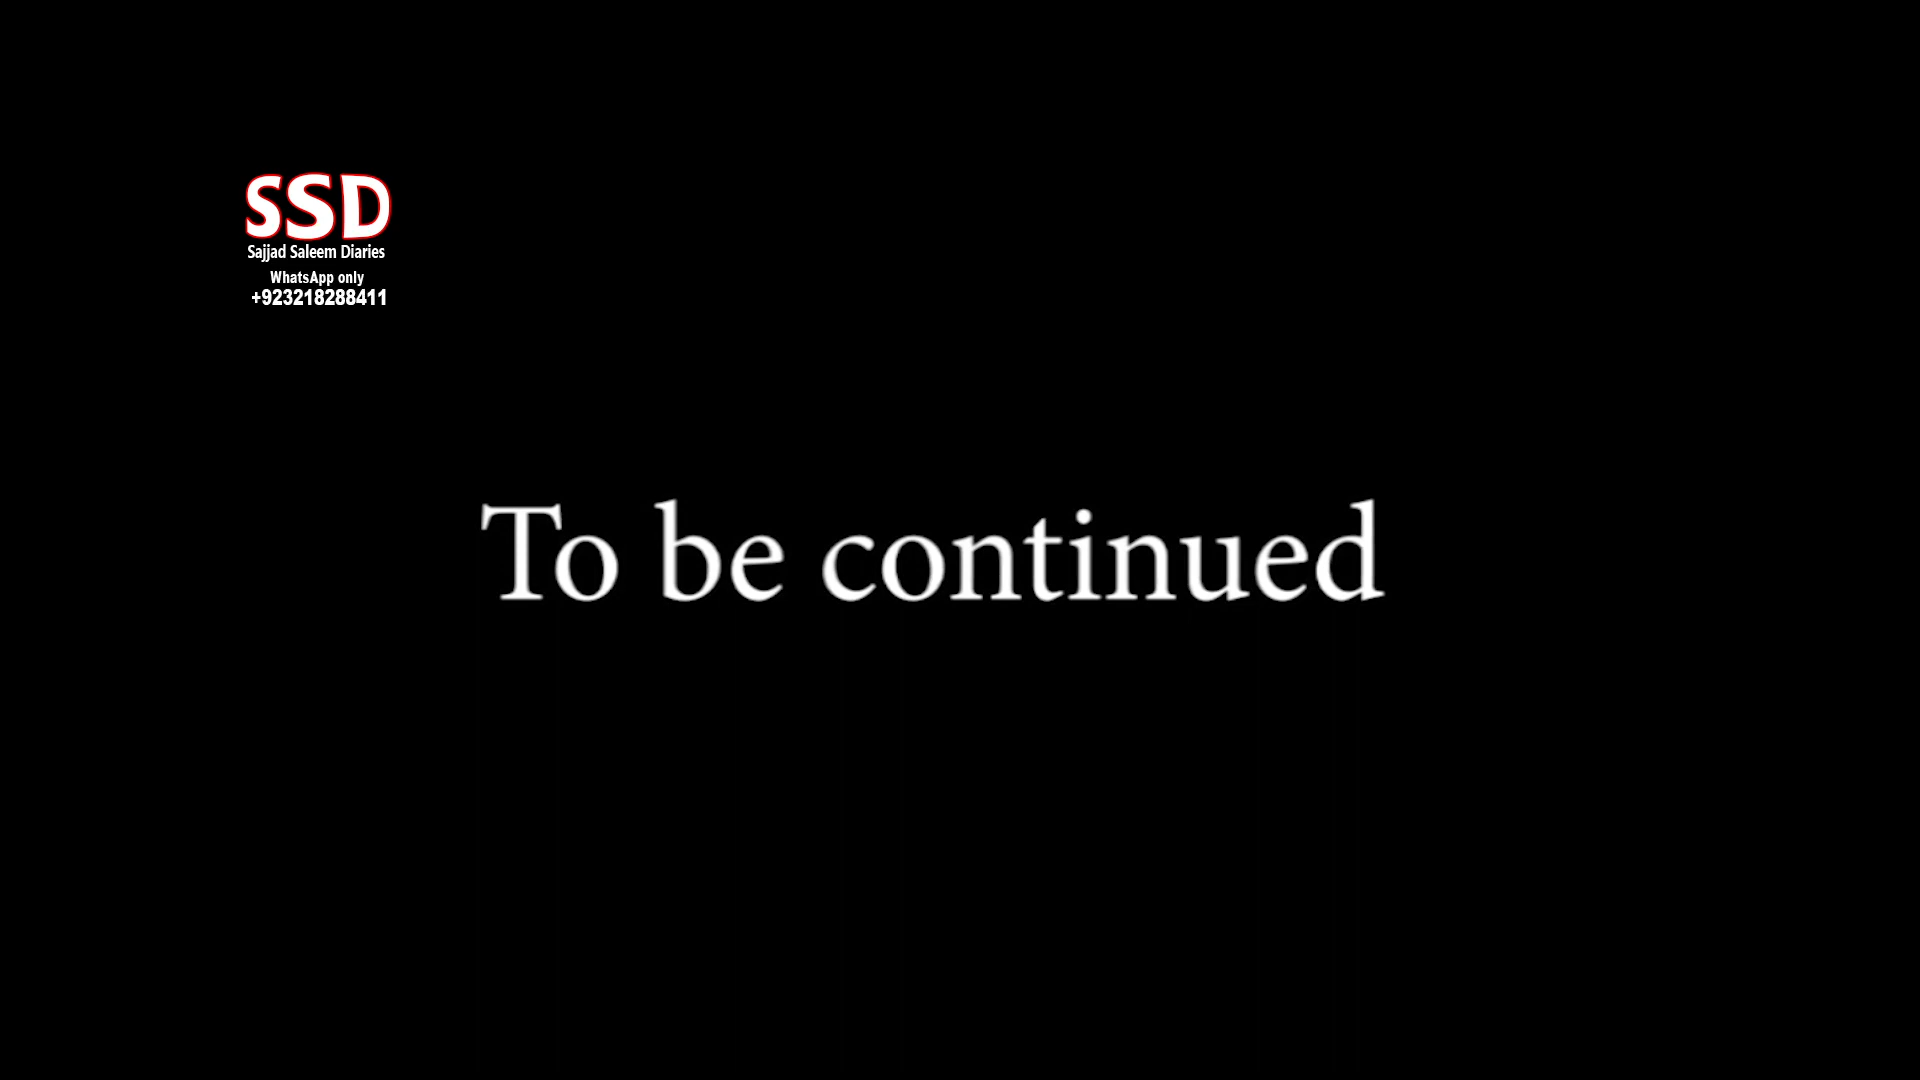 SSD
Sajjad Saleem Diaries
WhatsApp only
+923218288411
To be continued